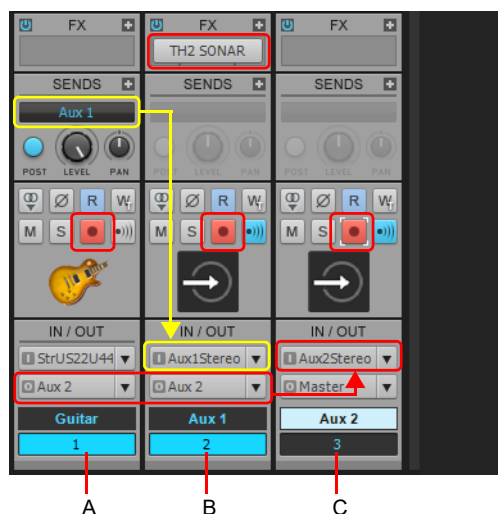 FX FX FX
TH2 SONAR
SENDS SENDS SENDS
Aux 1
POST LEVEL PAN POST LEVEL PAN POST LEVEL PAN
R W R W R W
M S M S M S
IN / OUT IN / OUT IN / OUT
I StrUS22U44 I Aux1Stereo I Aux2Stereo
O Aux 2 O Aux 2 O Master
Guitar Aux 1 Aux 2
1 2 3
A B C